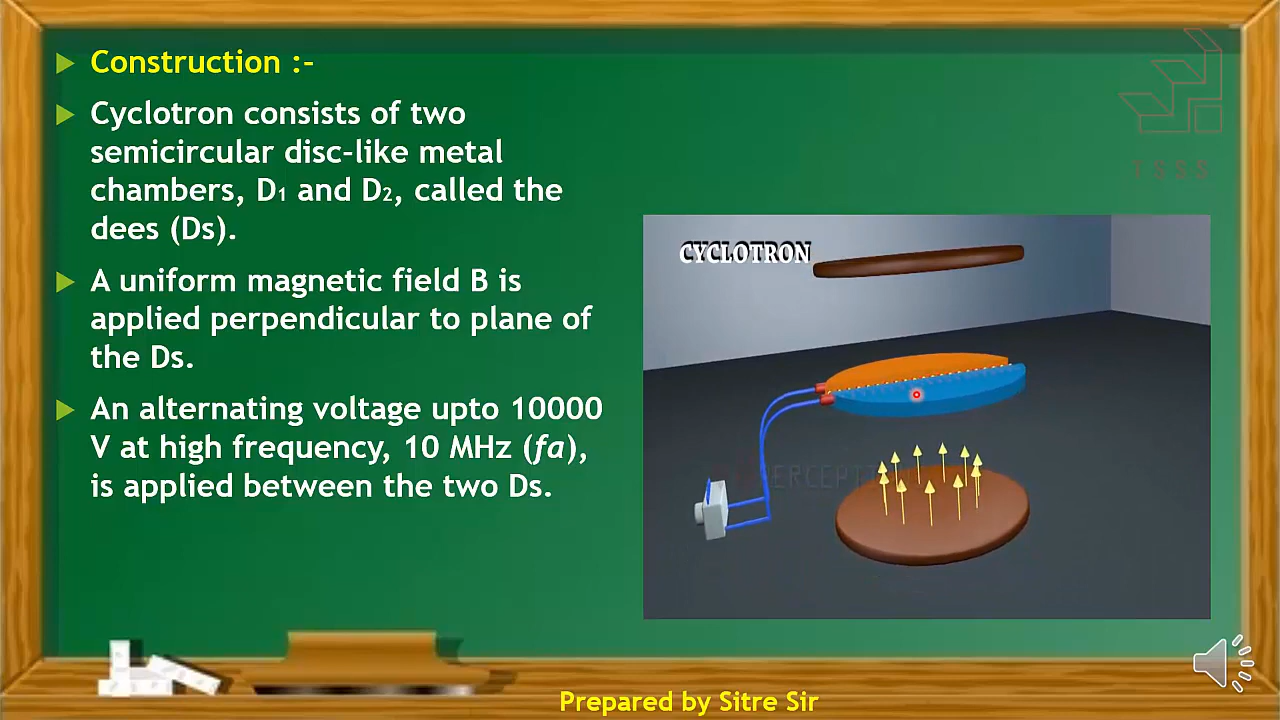 Construction :-
Cyclotron consists of two
semicircular disc-like metal
chambers, D₁ and D₂, called the
dees (Ds).
A uniform magnetic field B is
applied perpendicular to plane of
the Ds.
An alternating voltage upto 10000
V at high frequency, 10 MHz (fa),
is applied between the two Ds.
TSSS
CYCLOTRON
Prepared by Sitre Sir